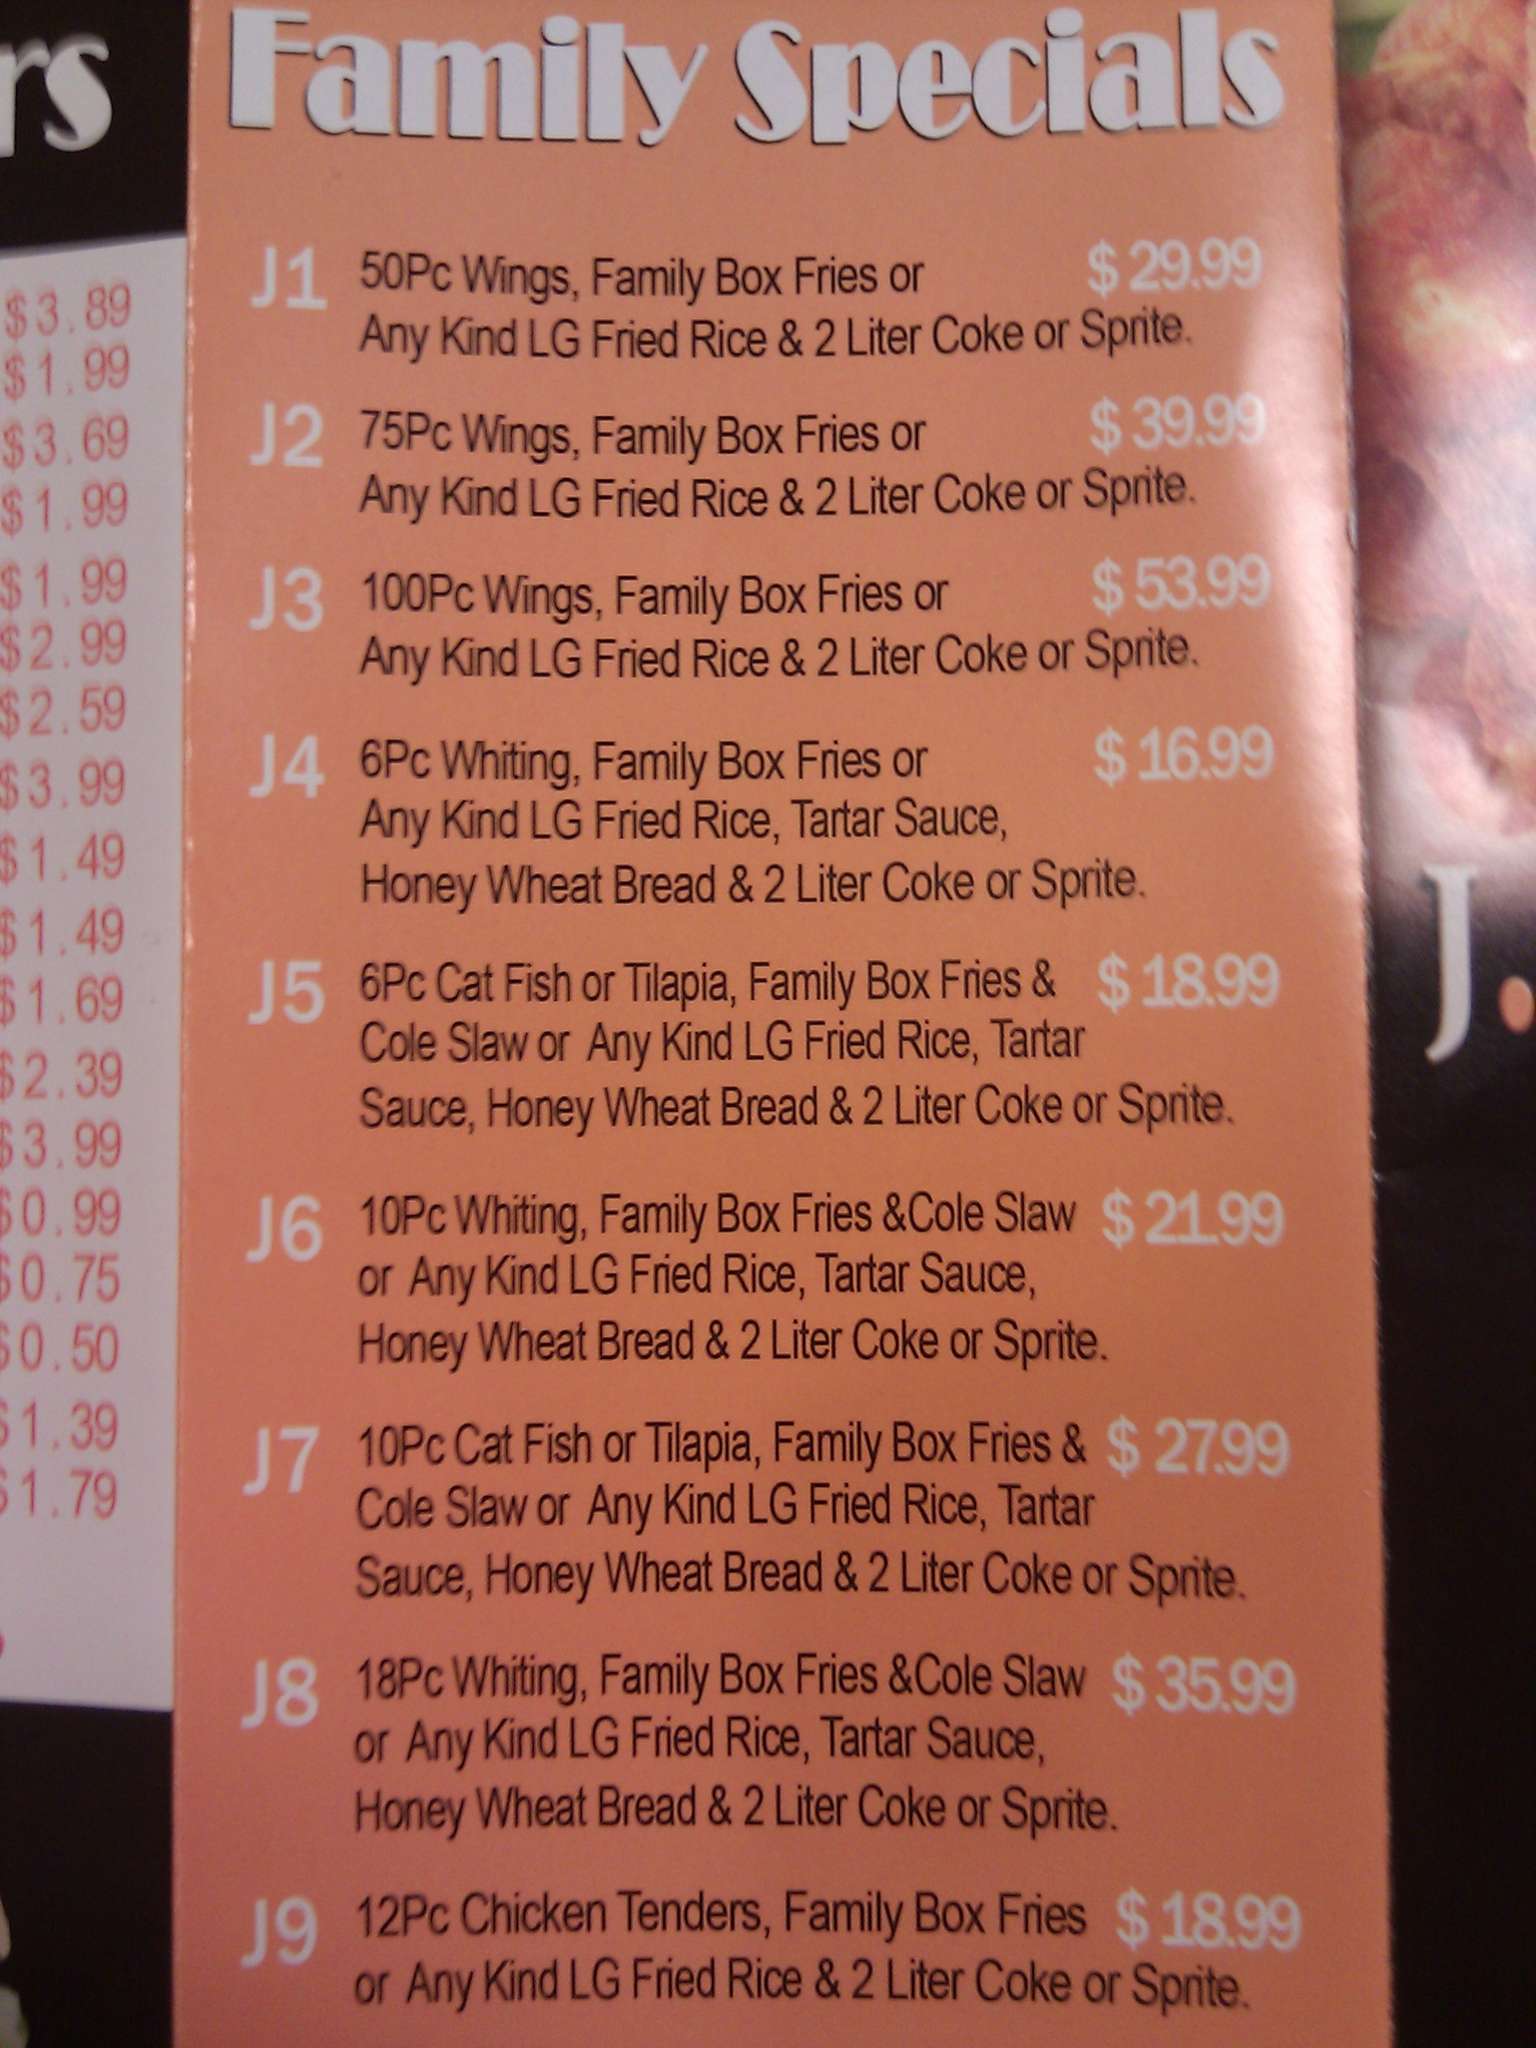 rs
$3.89
$1.99
$3.69
$1.99
$1.99
$2.99
$2.59
$3.99
$1.49
$1.49
$1.69
$2.39
$3.99
$0.99
$0.75
$0.50
$1.39
$1.79
Family Specials
J1 50Pc Wings, Family Box Fries or $ 29.99
Any Kind LG Fried Rice & 2 Liter Coke or Sprite.
J2 75Pc Wings, Family Box Fries or $ 39.99
Any Kind LG Fried Rice & 2 Liter Coke or Sprite.
J3 100Pc Wings, Family Box Fries or $ 53.99
Any Kind LG Fried Rice & 2 Liter Coke or Sprite.
J4 6Pc Whiting, Family Box Fries or $ 16.99
Any Kind LG Fried Rice, Tartar Sauce,
Honey Wheat Bread & 2 Liter Coke or Sprite.
J5 6Pc Cat Fish or Tilapia, Family Box Fries & $ 18.99
Cole Slaw or Any Kind LG Fried Rice, Tartar
Sauce, Honey Wheat Bread & 2 Liter Coke or Sprite.
J6 10Pc Whiting, Family Box Fries &Cole Slaw $ 21.99
or Any Kind LG Fried Rice, Tartar Sauce,
Honey Wheat Bread & 2 Liter Coke or Sprite.
J7 10Pc Cat Fish or Tilapia, Family Box Fries & $ 27.99
Cole Slaw or Any Kind LG Fried Rice, Tartar
Sauce, Honey Wheat Bread & 2 Liter Coke or Sprite.
J8 18Pc Whiting, Family Box Fries &Cole Slaw $ 35.99
or Any Kind LG Fried Rice, Tartar Sauce,
Honey Wheat Bread & 2 Liter Coke or Sprite.
J9 12Pc Chicken Tenders, Family Box Fries $ 18.99
or Any Kind LG Fried Rice & 2 Liter Coke or Sprite.
J.